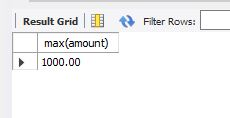 Result Grid Filter Rows:
max(amount)
1000.00